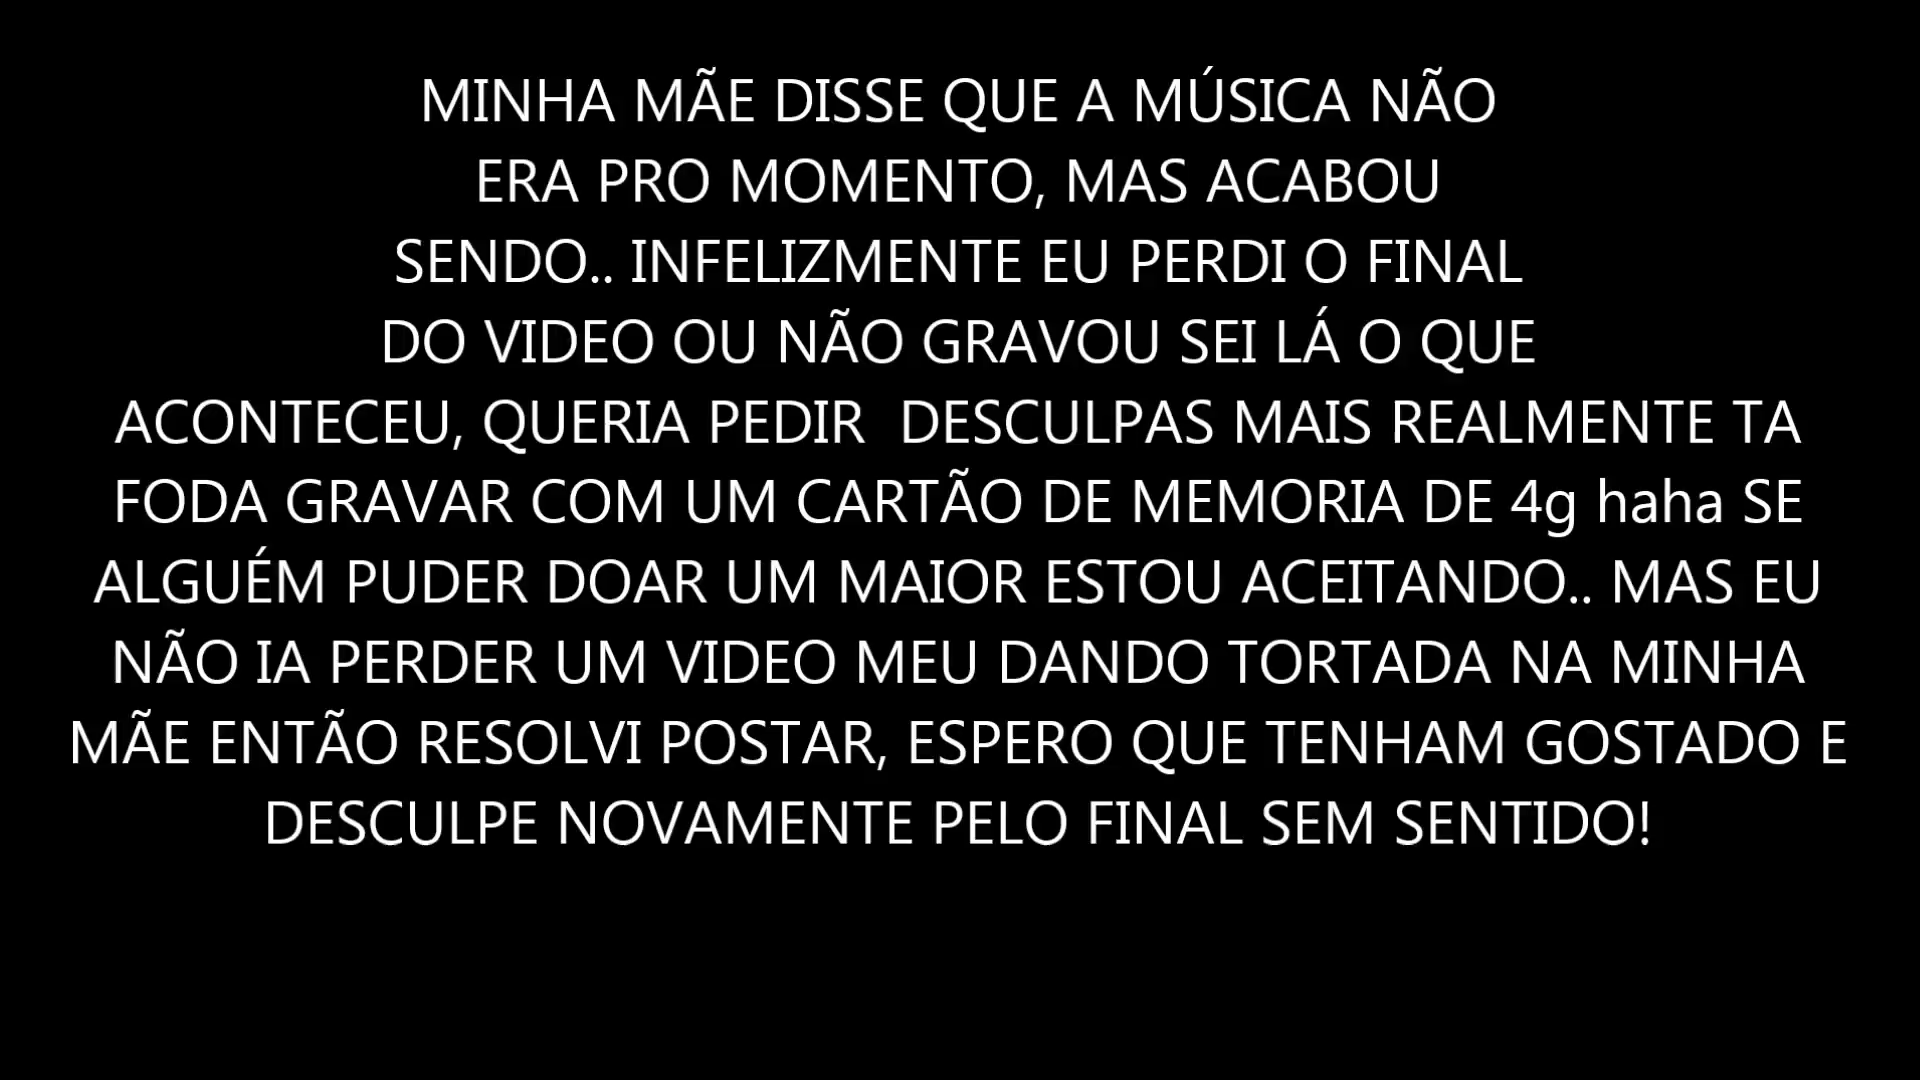 MINHA MÃE DISSE QUE A MÚSICA NÃO
ERA PRO MOMENTO, MAS ACABOU
SENDO.. INFELIZMENTE EU PERDI O FINAL
DO VIDEO OU NÃO GRAVOU SEI LÁ O QUE
ACONTECEU, QUERIA PEDIR  DESCULPAS MAIS REALMENTE TA
FODA GRAVAR COM UM CARTÃO DE MEMORIA DE 4g haha SE
ALGUÉM PUDER DOAR UM MAIOR ESTOU ACEITANDO.. MAS EU
NÃO IA PERDER UM VIDEO MEU DANDO TORTADA NA MINHA
MÃE ENTÃO RESOLVI POSTAR, ESPERO QUE TENHAM GOSTADO E
DESCULPE NOVAMENTE PELO FINAL SEM SENTIDO!